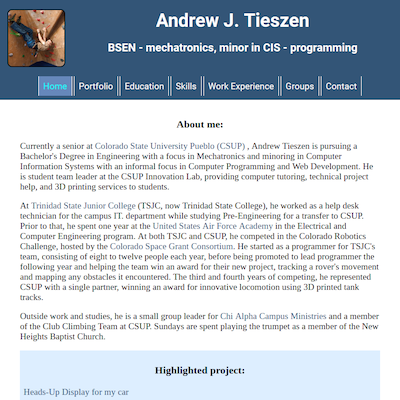 Andrew J. Tieszen
BSEN - mechatronics, minor in CIS - programming
Home
Portfolio
Education
Skills
Work Experience
Groups
Contact
About me:
Currently a senior at Colorado State University Pueblo (CSUP) , Andrew Tieszen is pursuing a
Bachelor's Degree in Engineering with a focus in Mechatronics and minoring in Computer
Information Systems with an informal focus in Computer Programming and Web Development. He
is student team leader at the CSUP Innovation Lab, providing computer tutoring, technical project
help, and 3D printing services to students.
At Trinidad State Junior College (TSJC, now Trinidad State College), he worked as a help desk
technician for the campus IT. department while studying Pre-Engineering for a transfer to CSUP.
Prior to that, he spent one year at the United States Air Force Academy in the Electrical and
Computer Engineering program. At both TSJC and CSUP, he competed in the Colorado Robotics
Challenge, hosted by the Colorado Space Grant Consortium. He started as a programmer for TSJC's
team, consisting of eight to twelve people each year, before being promoted to lead programmer the
following year and helping the team win an award for their new project, tracking a rover's movement
and mapping any obstacles it encountered. The third and fourth years of competing, he represented
CSUP with a single partner, winning an award for innovative locomotion using 3D printed tank
tracks.
Outside work and studies, he is a small group leader for Chi Alpha Campus Ministries and a member
of the Club Climbing Team at CSUP. Sundays are spent playing the trumpet as a member of the New
Heights Baptist Church.
Highlighted project:
Heads-Up Display for my car